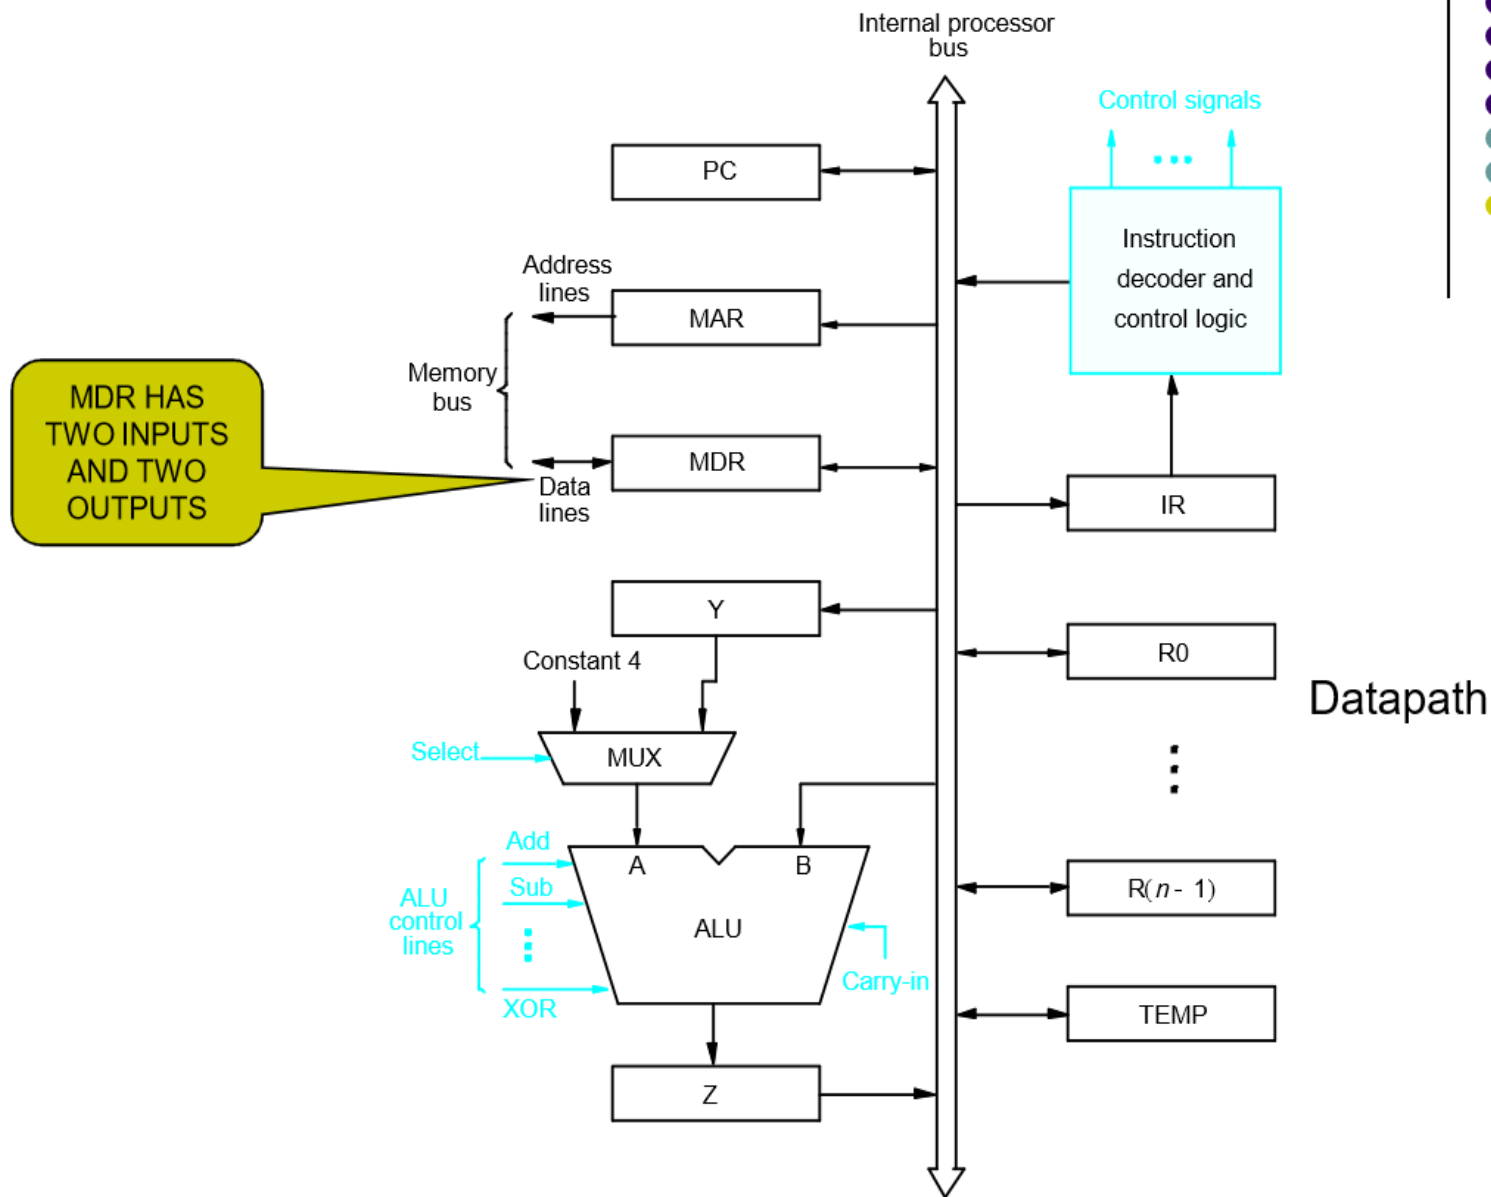 Internal processor
bus
Control signals
PC
Instruction
decoder and
control logic
Address
lines
MAR
Memory
bus
MDR HAS
TWO INPUTS
AND TWO
OUTPUTS
MDR
Data
lines
IR
Y
Constant 4
R0
Datapath
Select
MUX
Add
A
B
R(n - 1)
Sub
ALU
control
lines
ALU
Carry-in
XOR
TEMP
Z